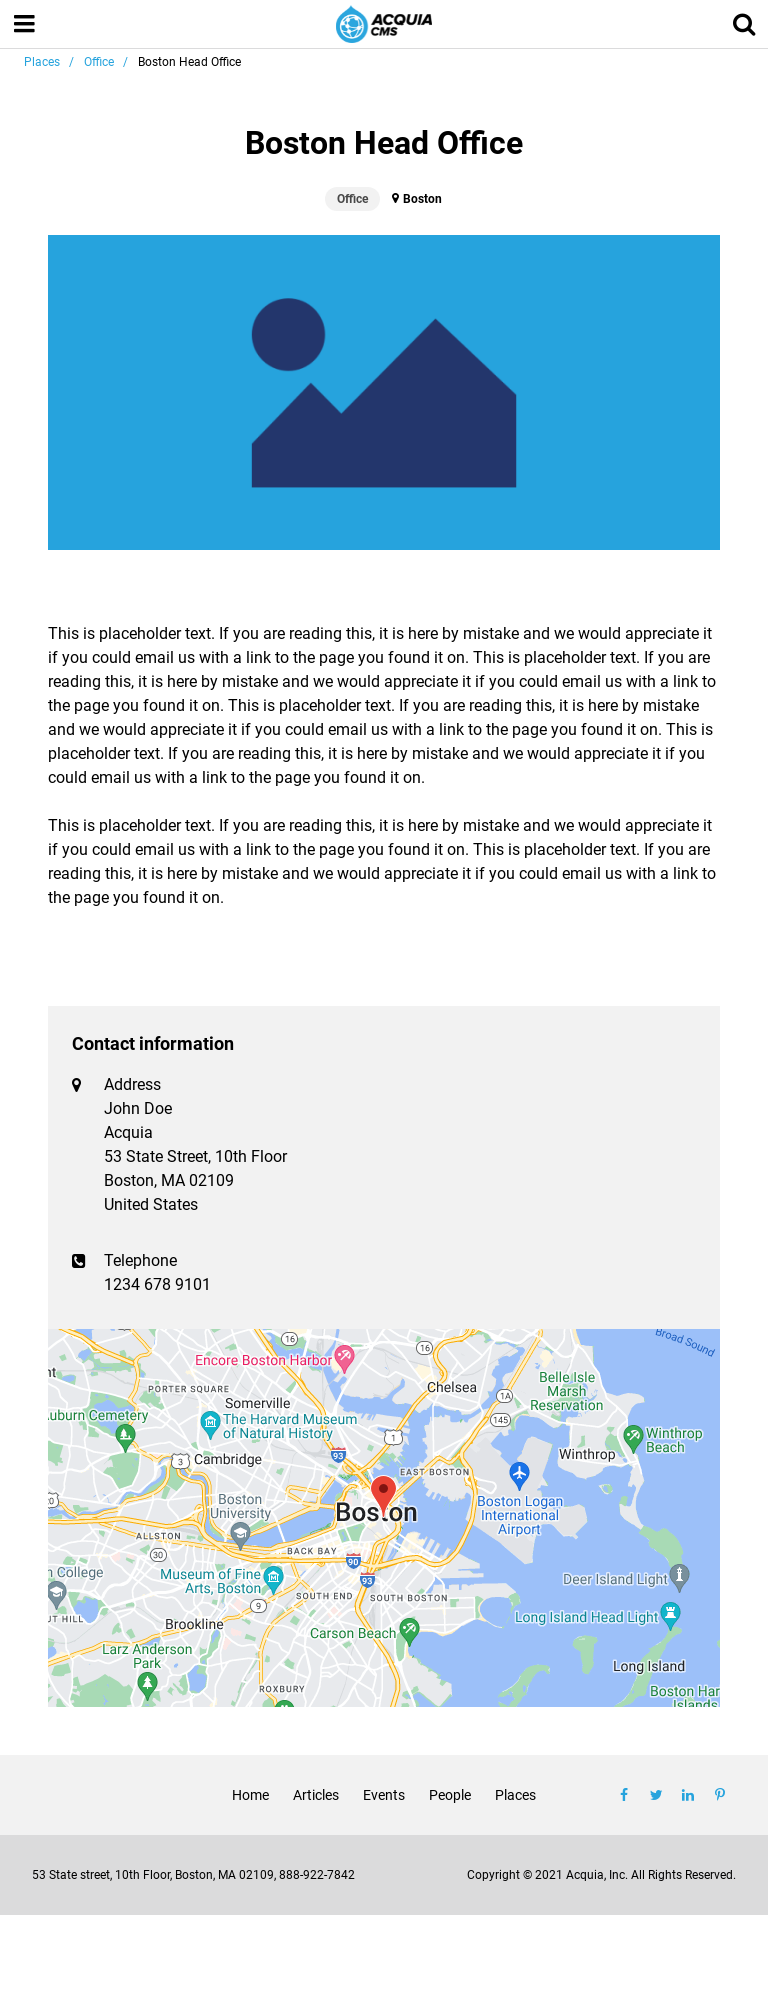 ACQUIA
CMS
Places / Office / Boston Head Office
Boston Head Office
Office Boston
This is placeholder text. If you are reading this, it is here by mistake and we would appreciate it
if you could email us with a link to the page you found it on. This is placeholder text. If you are
reading this, it is here by mistake and we would appreciate it if you could email us with a link to
the page you found it on. This is placeholder text. If you are reading this, it is here by mistake
and we would appreciate it if you could email us with a link to the page you found it on. This is
placeholder text. If you are reading this, it is here by mistake and we would appreciate it if you
could email us with a link to the page you found it on.
This is placeholder text. If you are reading this, it is here by mistake and we would appreciate it
if you could email us with a link to the page you found it on. This is placeholder text. If you are
reading this, it is here by mistake and we would appreciate it if you could email us with a link to
the page you found it on.
Contact information
Address
John Doe
Acquia
53 State Street, 10th Floor
Boston, MA 02109
United States
Telephone
1234 678 9101
Broad Sound
16
16
Encore Boston Harbor
Belle Isle
Marsh
Reservation
PORTER SQUARE
Chelsea
1A
Somerville
Auburn Cemetery
The Harvard Museum
of Natural History
145
1
Winthrop
Beach
93
Winthrop
3
Cambridge
EAST BOSTON
Boston
University
Boston Logan
International
Airport
Boston
ALLSTON
BACK BAY
30
90
College
Museum of Fine
Arts, Boston
93
Deer Island Light
SOUTH END
SOUTH BOSTON
9
UT HILL
Long Island Head Light
Brookline
Carson Beach
Larz Anderson
Park
Long Island
ROXBURY
Boston Har
Islands
Home Articles Events People Places
53 State street, 10th Floor, Boston, MA 02109, 888-922-7842
Copyright © 2021 Acquia, Inc. All Rights Reserved.